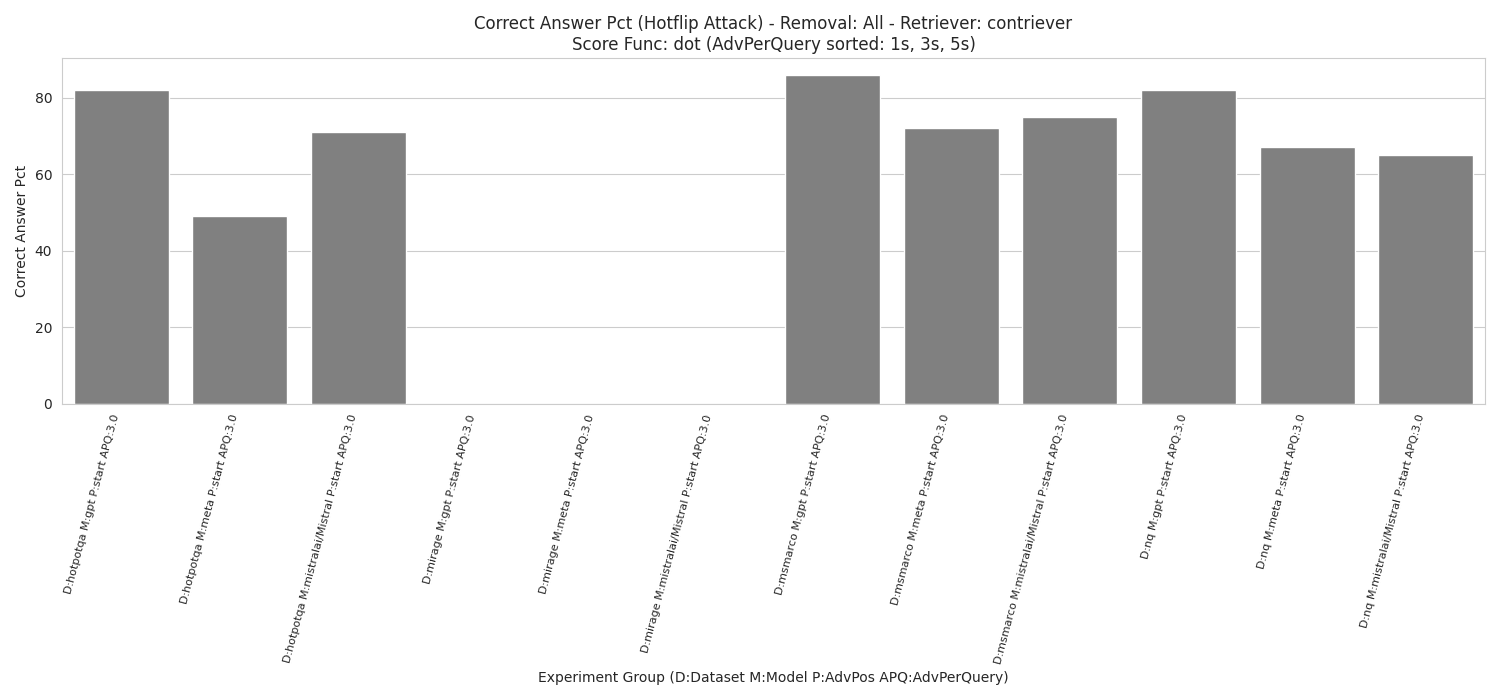 Correct Answer Pct (Hotflip Attack) - Removal: All - Retriever: contriever
Score Func: dot (AdvPerQuery sorted: 1s, 3s, 5s)
Correct Answer Pct
80
60
40
20
0
D:hotpotqa M:gpt P:start APQ:3.0
D:hotpotqa M:meta P:start APQ:3.0
D:hotpotqa M:mistralai/Mistral P:start APQ:3.0
D:mirage M:gpt P:start APQ:3.0
D:mirage M:meta P:start APQ:3.0
D:mirage M:mistralai/Mistral P:start APQ:3.0
D:msmarco M:gpt P:start APQ:3.0
D:msmarco M:meta P:start APQ:3.0
D:msmarco M:mistralai/Mistral P:start APQ:3.0
D:nq M:gpt P:start APQ:3.0
D:nq M:meta P:start APQ:3.0
D:nq M:mistralai/Mistral P:start APQ:3.0
Experiment Group (D:Dataset M:Model P:AdvPos APQ:AdvPerQuery)